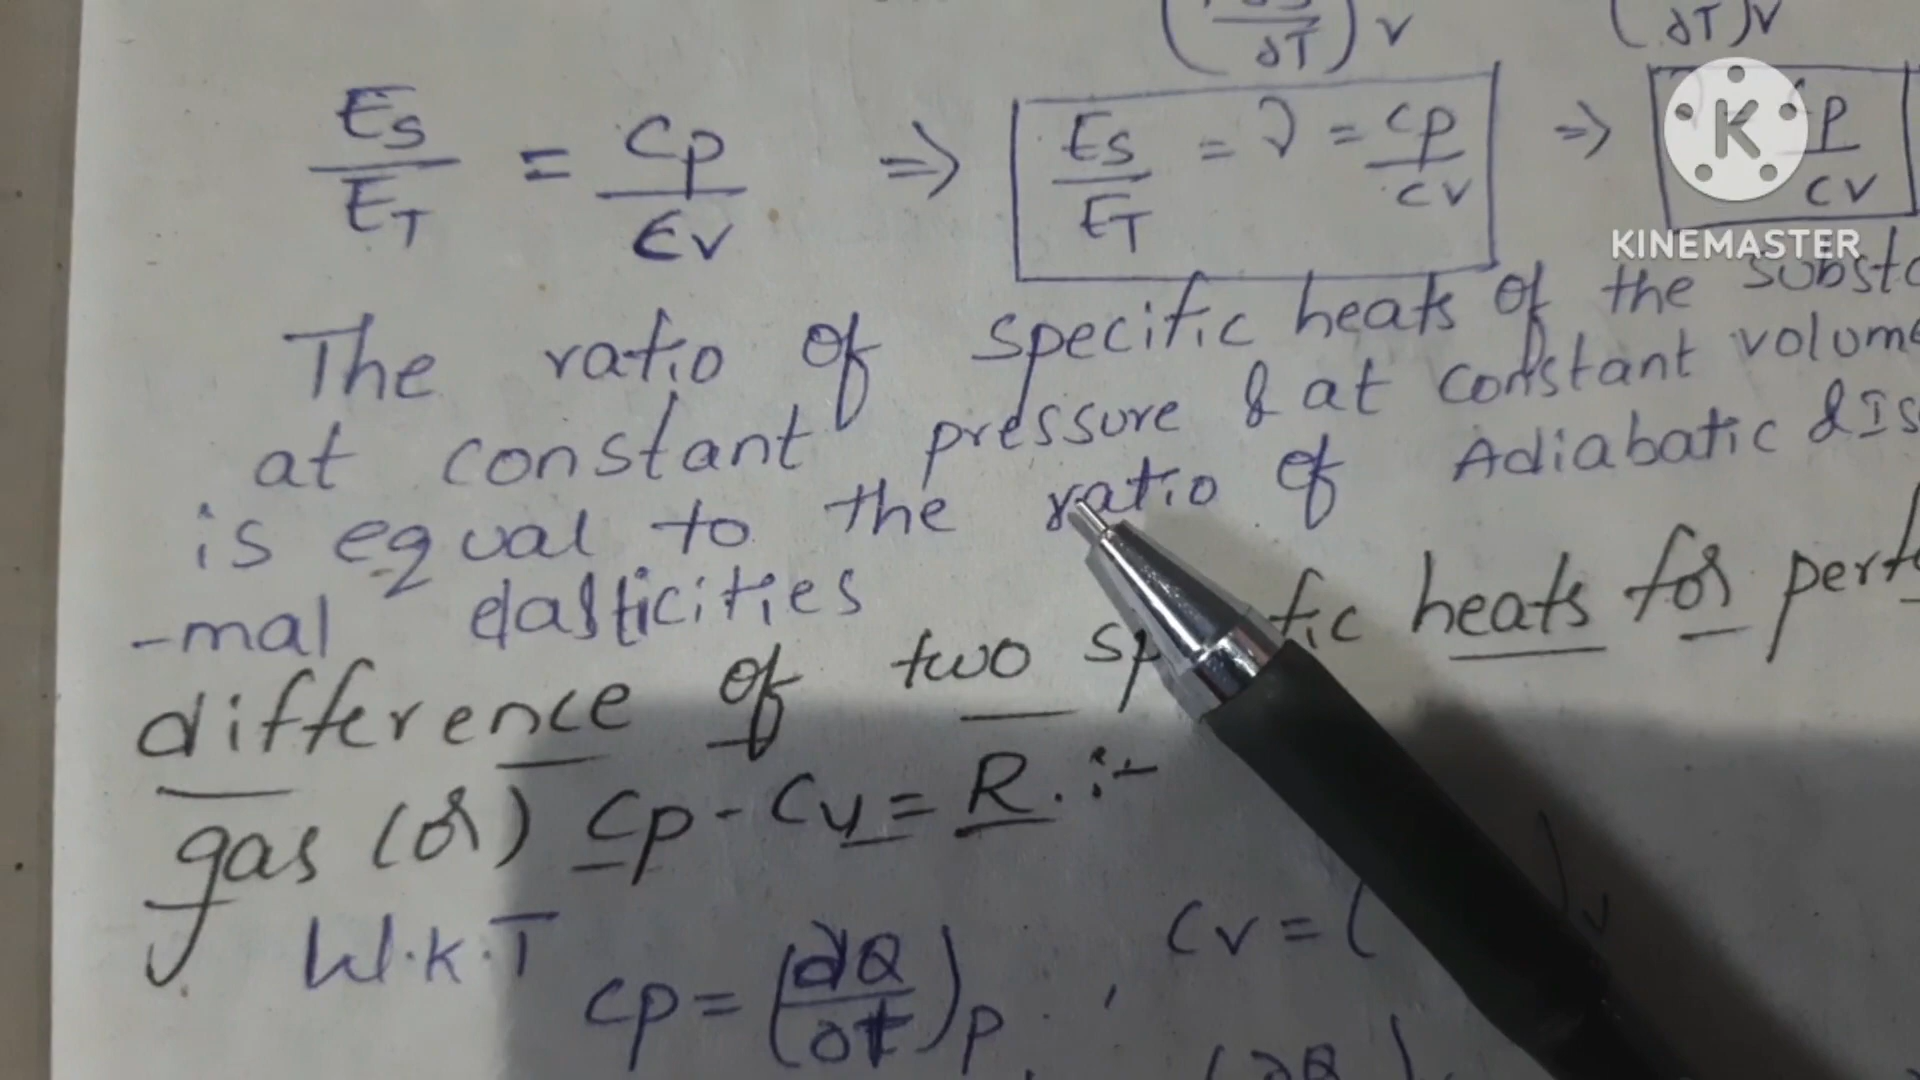 ∂T)v ∂T)v
Es/ET = Cp/Cv ⇒ Es/ET = γ = Cp/Cv ⇒ Cp/Cv
KINEMASTER
The ratio of specific heats of the
at constant pressure & at constant
is equal to the ratio of Adiabatic &
-mal elasticities
difference of two heats for
gas (or) Cp - Cv = R :-
W.K.T
Cp = (∂Q/∂t)p , Cv = (
(∂Q)